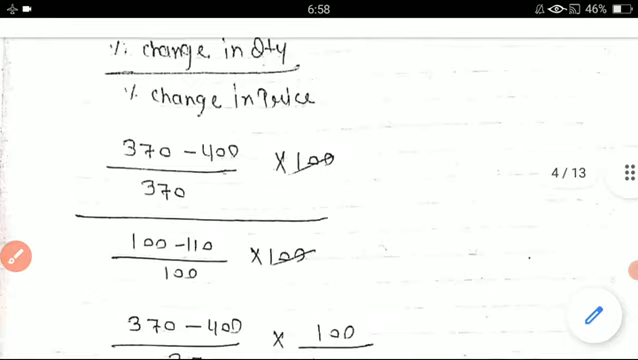 6:58
46%
% change in Qty
% change in Price
370 - 400 × 100
370
100 - 110 × 100
100
4 / 13
370 - 400 × 100